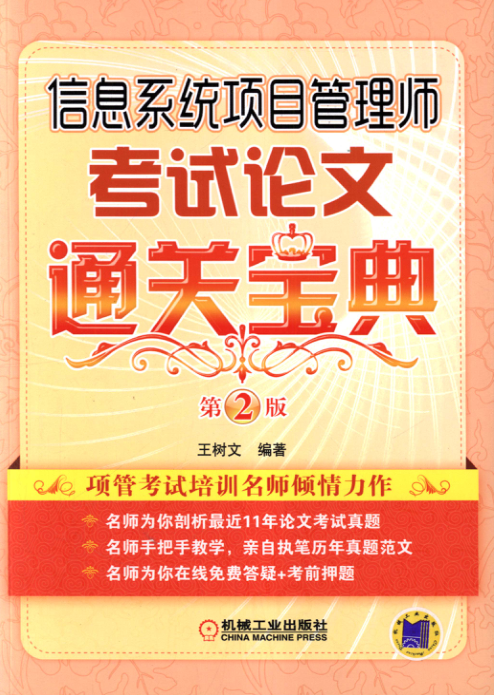 信息系统项目管理师
考试论文
通关宝典
第2版
王树文 编著
项管考试培训名师倾情力作
名师为你剖析最近11年论文考试真题
名师手把手教学，亲自执笔历年真题范文
名师为你在线免费答疑+考前押题
机械工业出版社
CHINA MACHINE PRESS